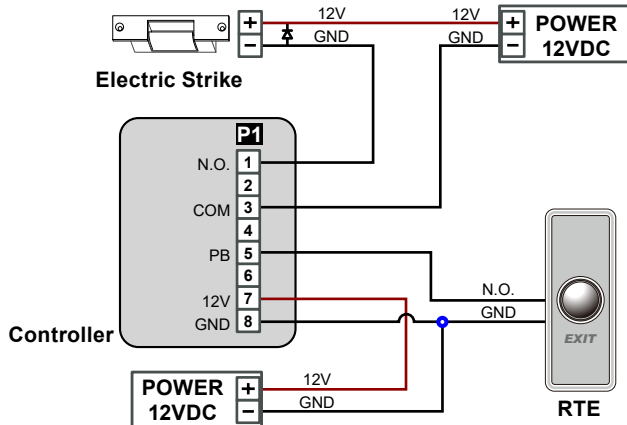 12V
12V
+
+
POWER
12VDC
GND
GND
−
−
Electric Strike
P1
N.O.
1
2
COM
3
4
PB
5
6
12V
7
GND
8
Controller
N.O.
GND
EXIT
RTE
POWER
12VDC
+
12V
−
GND